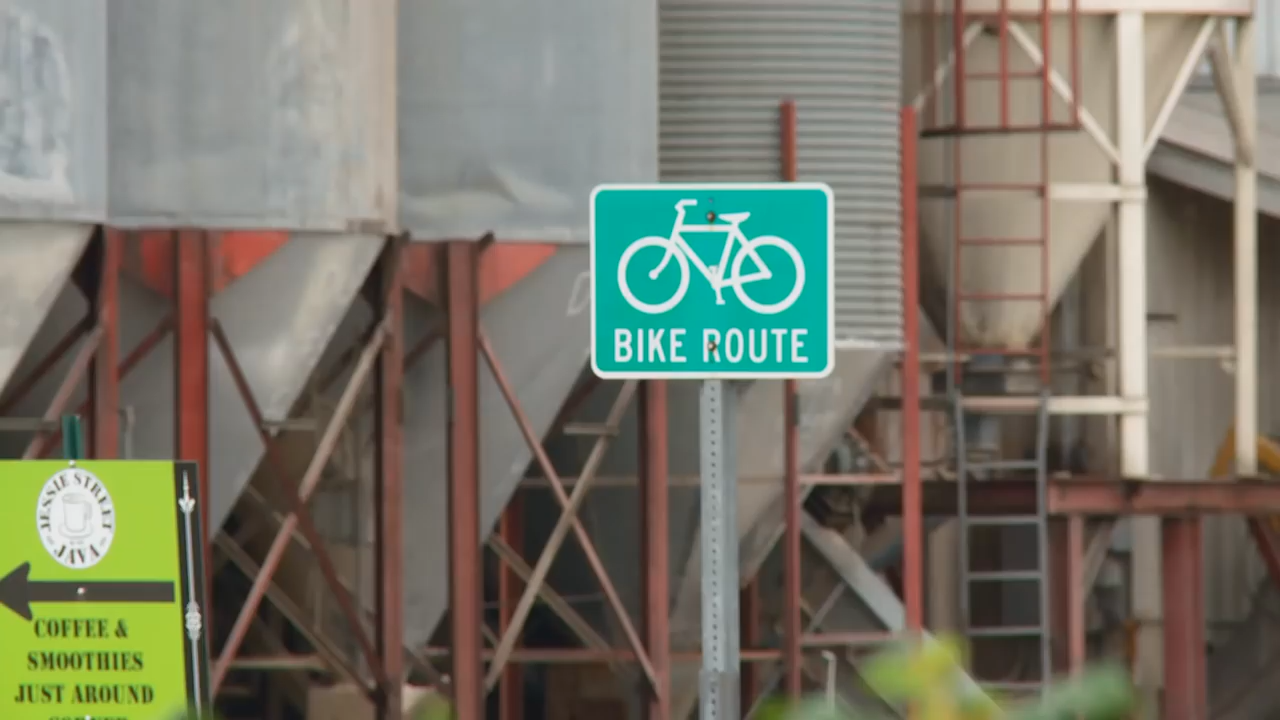 BIKE ROUTE
JESSIE STREET
JAVA
COFFEE &
SMOOTHIES
JUST AROUND